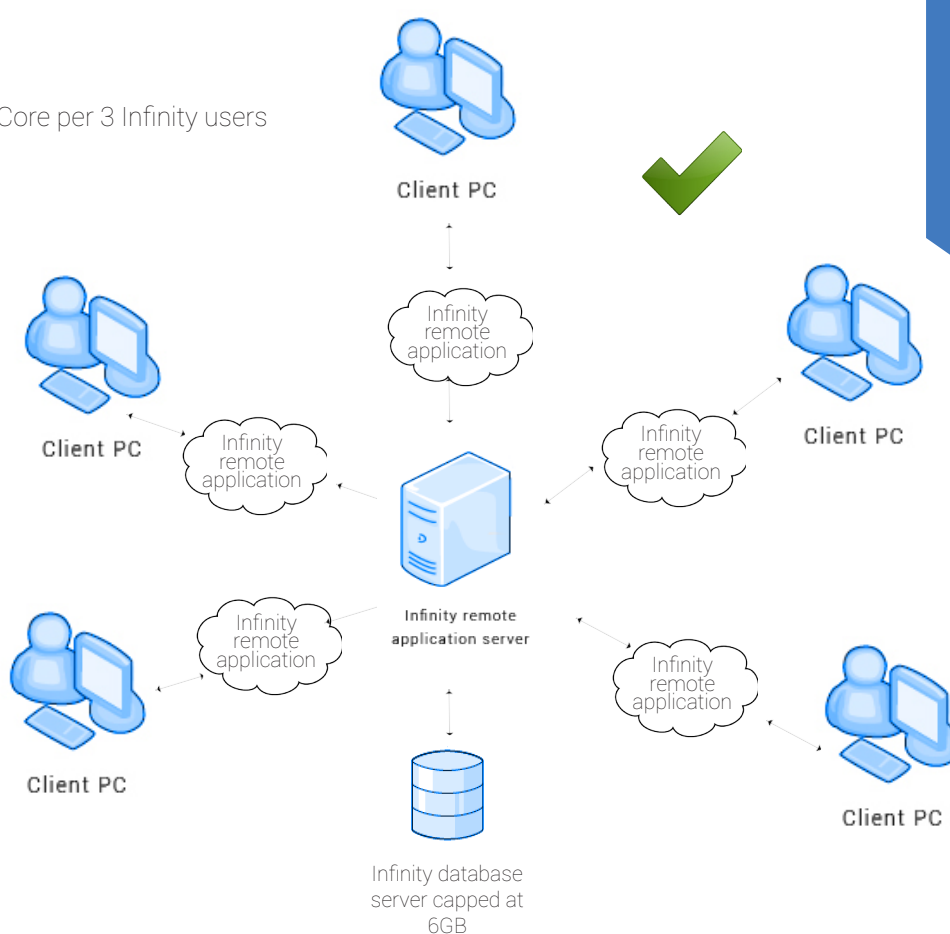 Core per 3 Infinity users
Client PC
Infinity
remote
application
Client PC
Infinity
remote
application
Infinity
remote
application
Client PC
Infinity remote
application server
Infinity
remote
application
Client PC
Infinity
remote
application
Client PC
Infinity database
server capped at
6GB